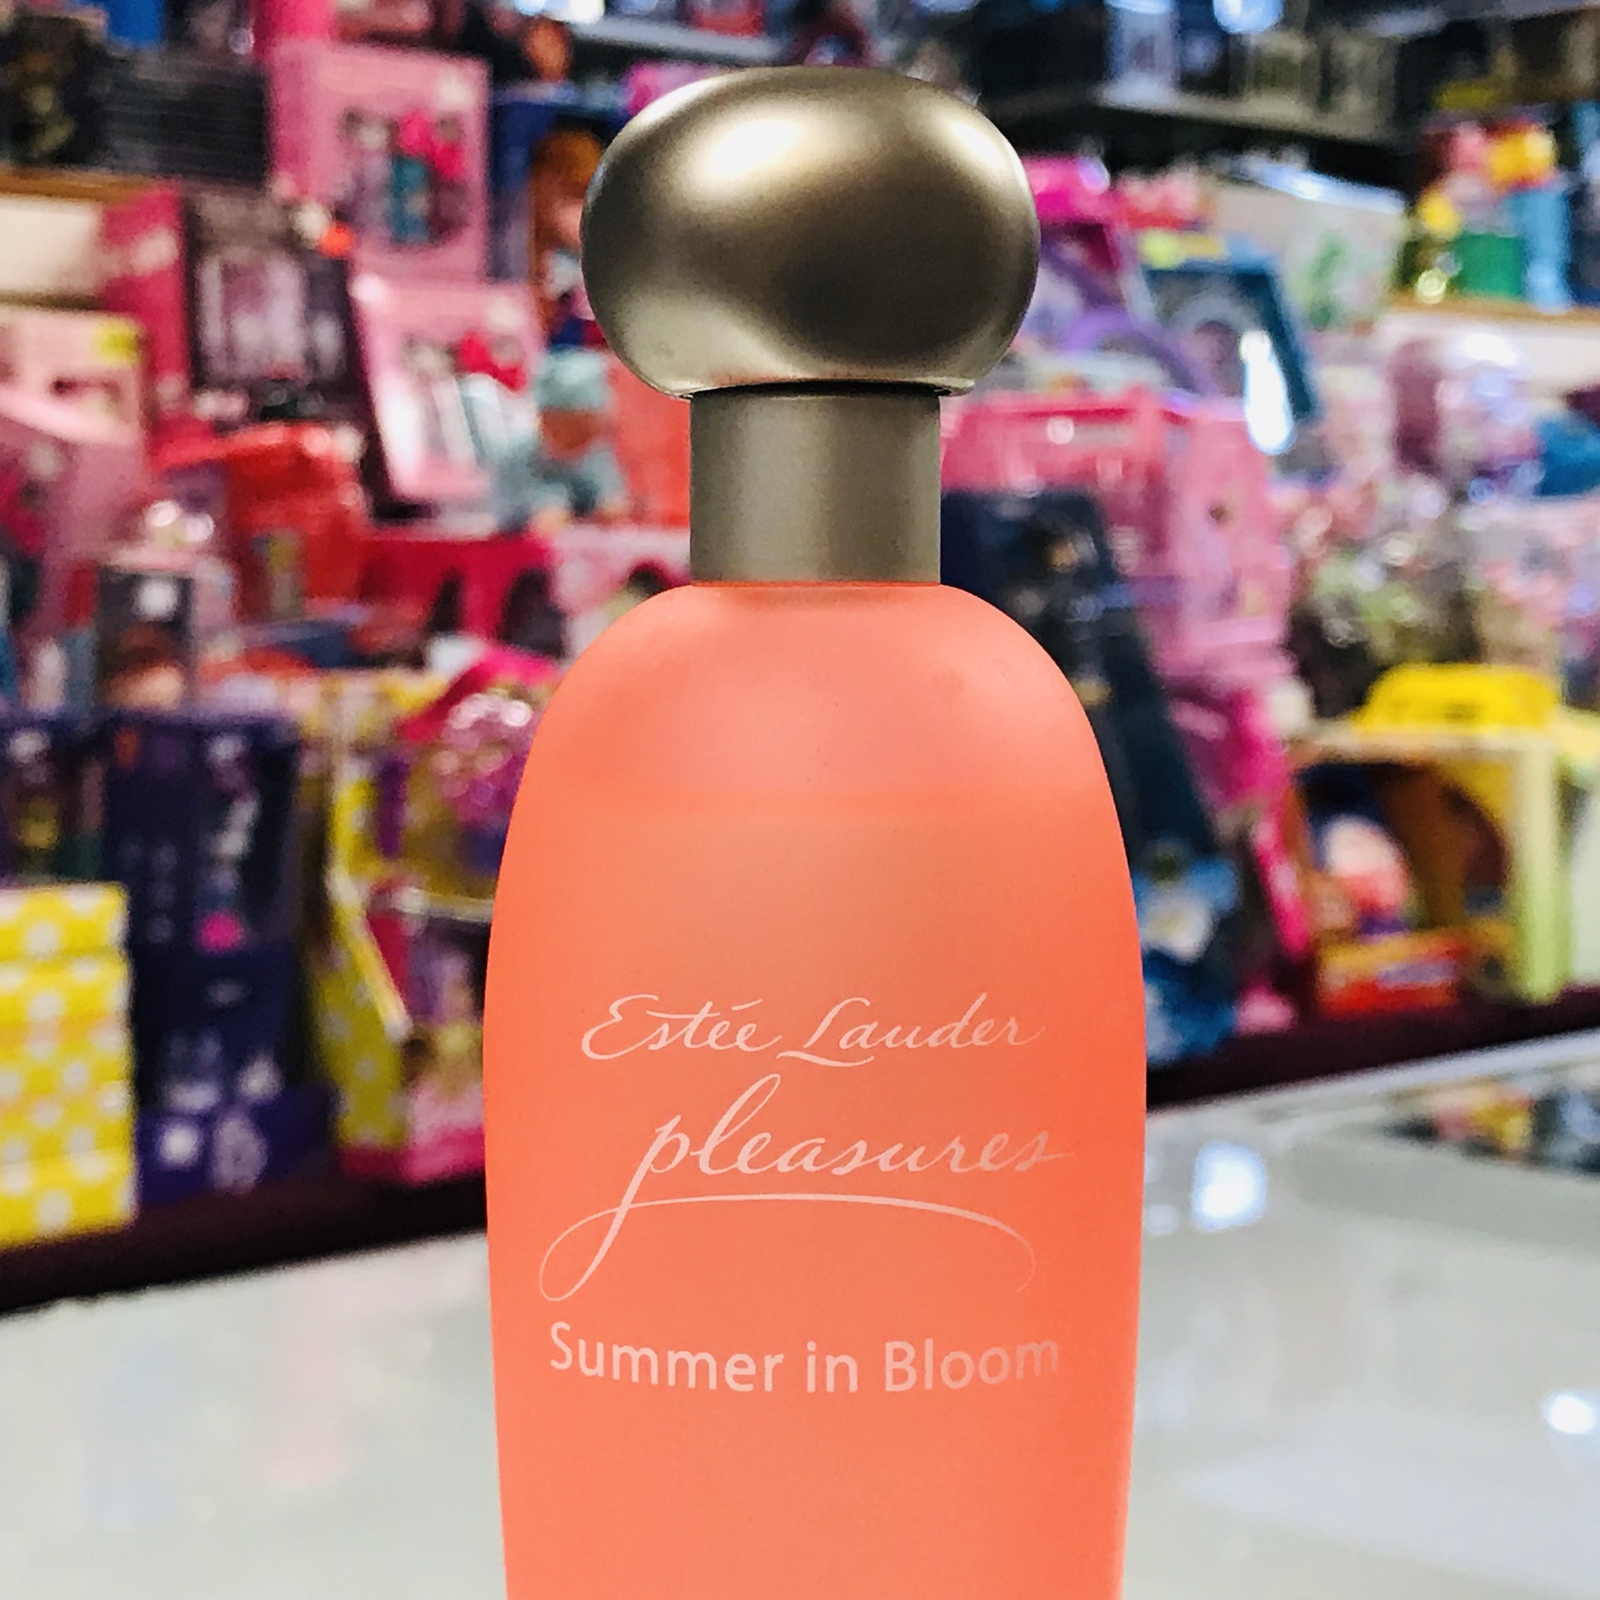 Estée Lauder
pleasures
Summer in Bloom